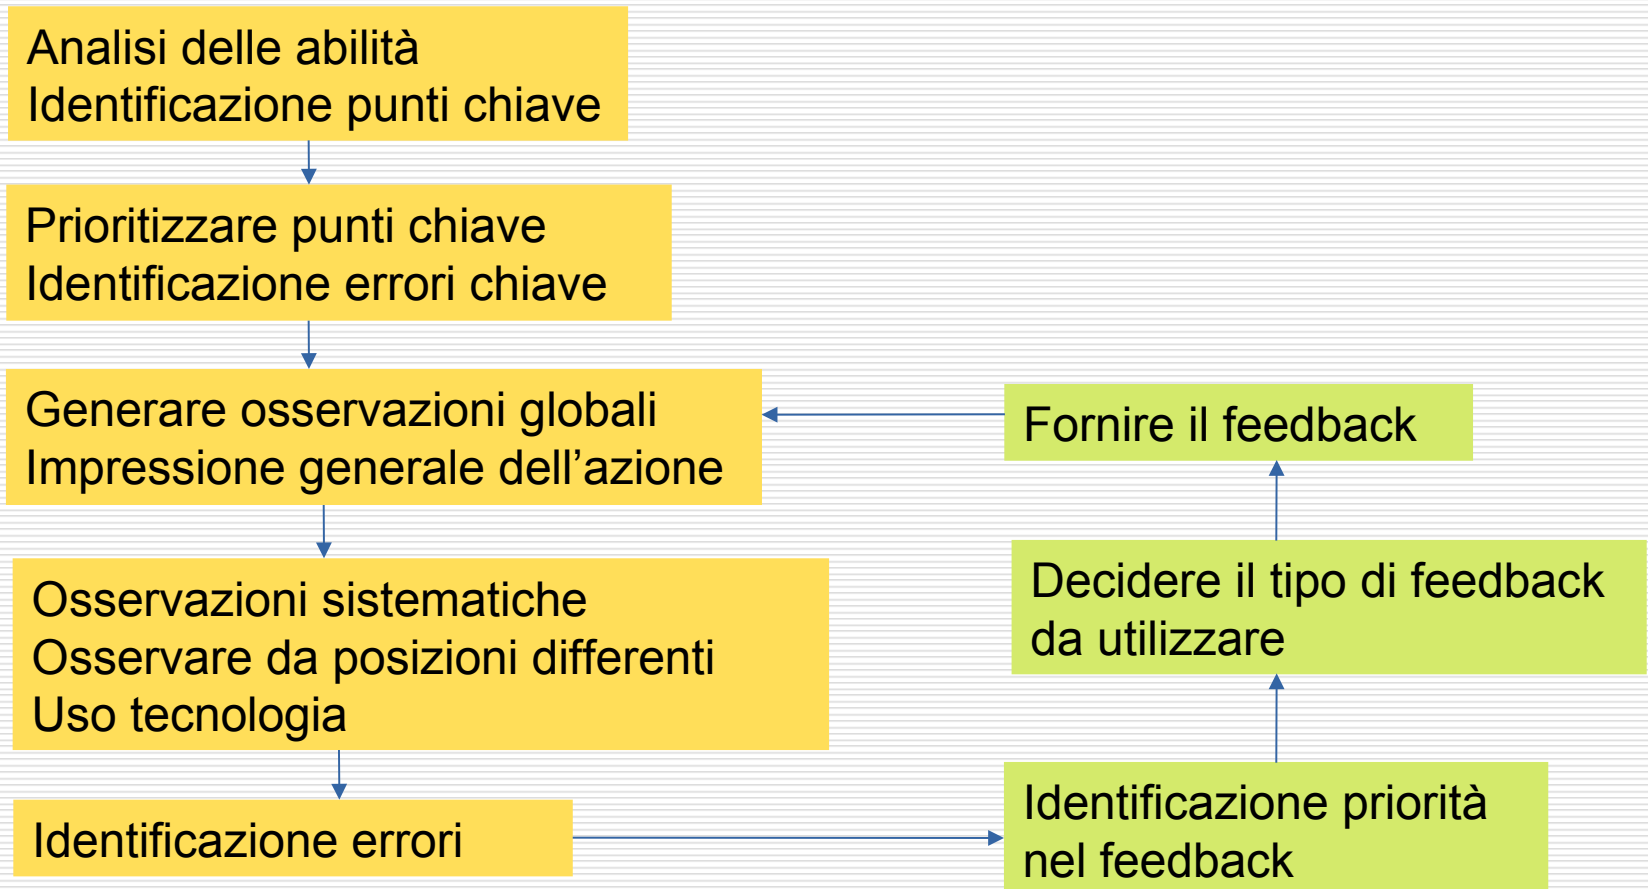 Analisi delle abilità
Identificazione punti chiave
Prioritizzare punti chiave
Identificazione errori chiave
Generare osservazioni globali
Impressione generale dell’azione
Osservazioni sistematiche
Osservare da posizioni differenti
Uso tecnologia
Identificazione errori
Identificazione priorità
nel feedback
Decidere il tipo di feedback
da utilizzare
Fornire il feedback